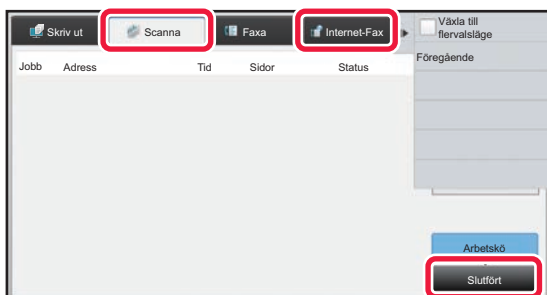 Skriv ut
Scanna
Faxa
Internet-Fax
Växla till
flervalsläge
Föregående
Jobb Adress Tid Sidor Status
Arbetskö
Slutfört